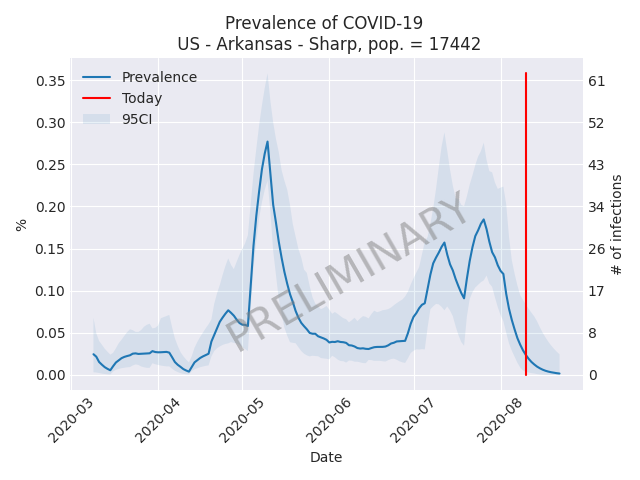 Prevalence of COVID-19
US - Arkansas - Sharp, pop. = 17442
Prevalence
Today
95CI
0.35
0.30
0.25
0.20
0.15
0.10
0.05
0.00
%
61
52
43
34
26
17
8
0
# of infections
PRELIMINARY
2020-03
2020-04
2020-05
2020-06
2020-07
2020-08
Date